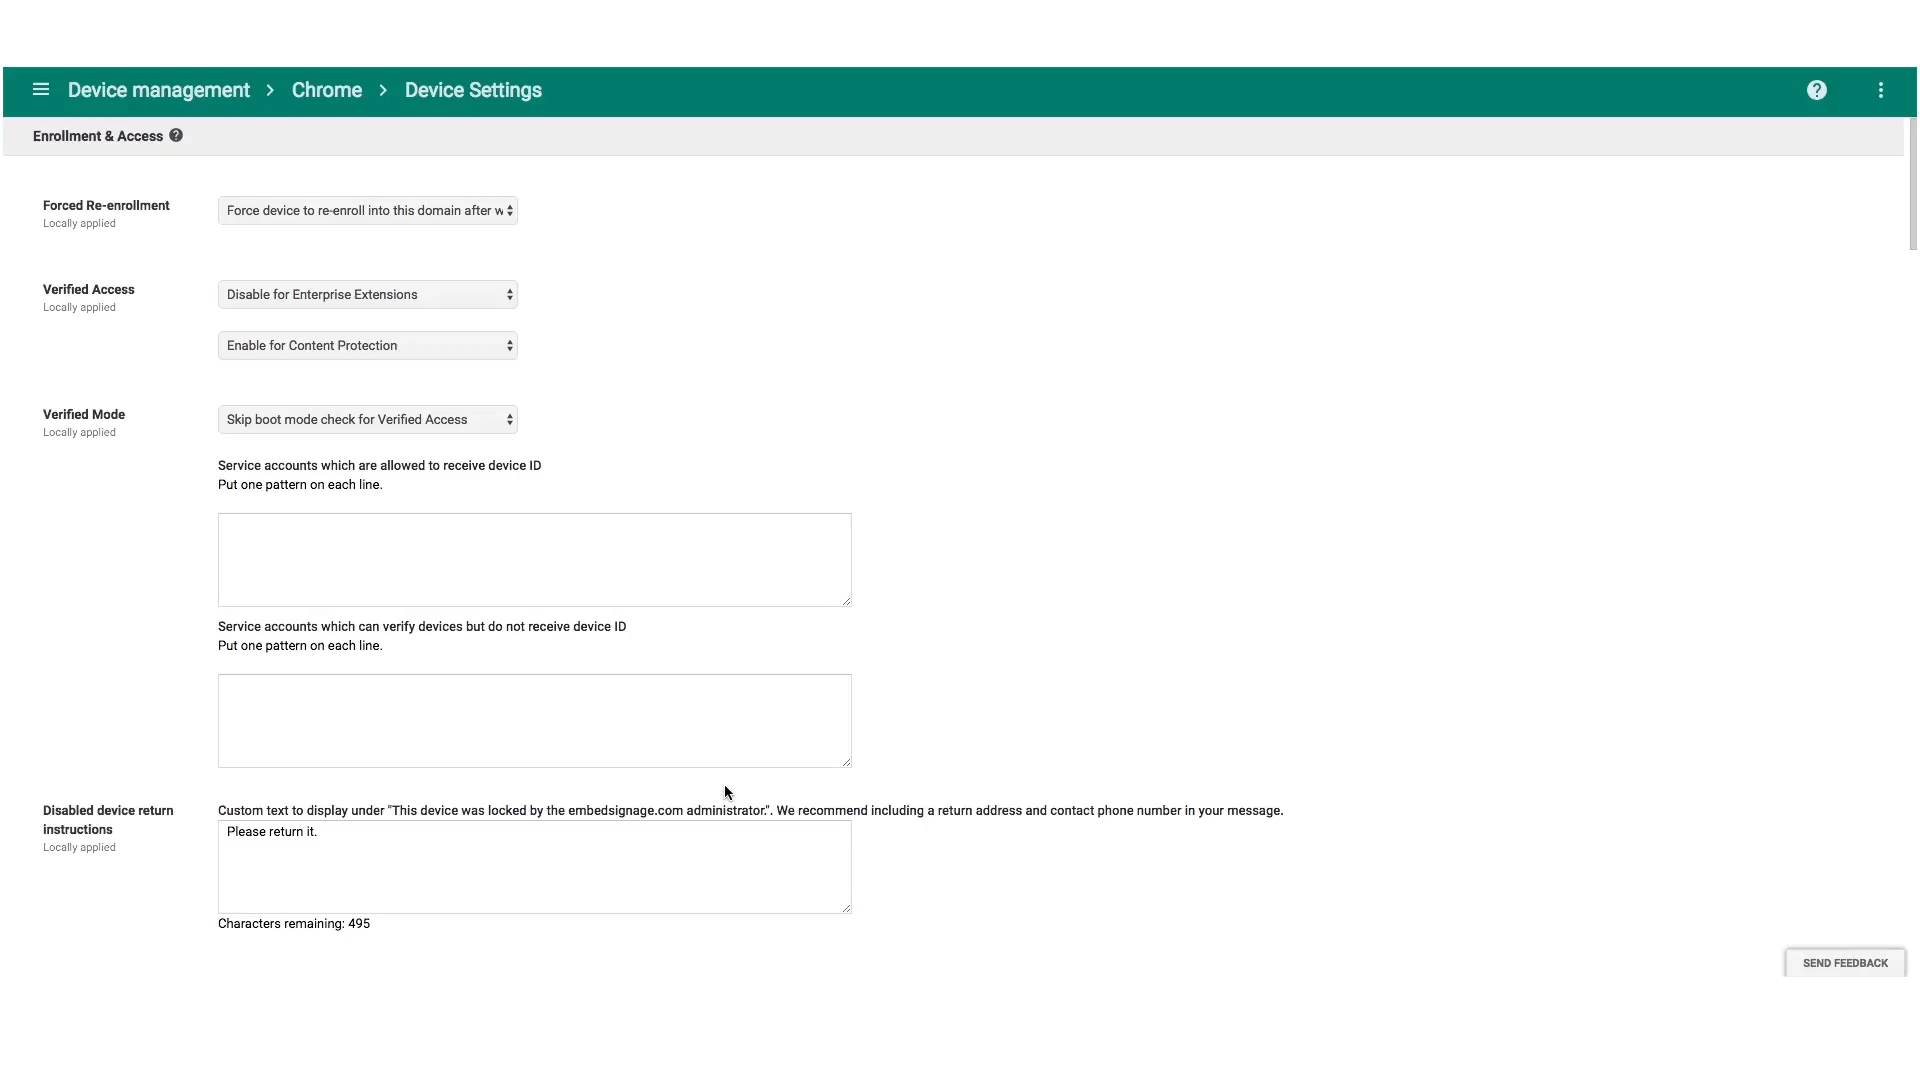 Device management > Chrome > Device Settings
Enrollment & Access
Forced Re-enrollment
Locally applied
Force device to re-enroll into this domain after w
Verified Access
Locally applied
Disable for Enterprise Extensions
Enable for Content Protection
Verified Mode
Locally applied
Skip boot mode check for Verified Access
Service accounts which are allowed to receive device ID
Put one pattern on each line.
Service accounts which can verify devices but do not receive device ID
Put one pattern on each line.
Disabled device return
instructions
Locally applied
Custom text to display under "This device was locked by the embedsignage.com administrator.". We recommend including a return address and contact phone number in your message.
Please return it.
Characters remaining: 495
SEND FEEDBACK